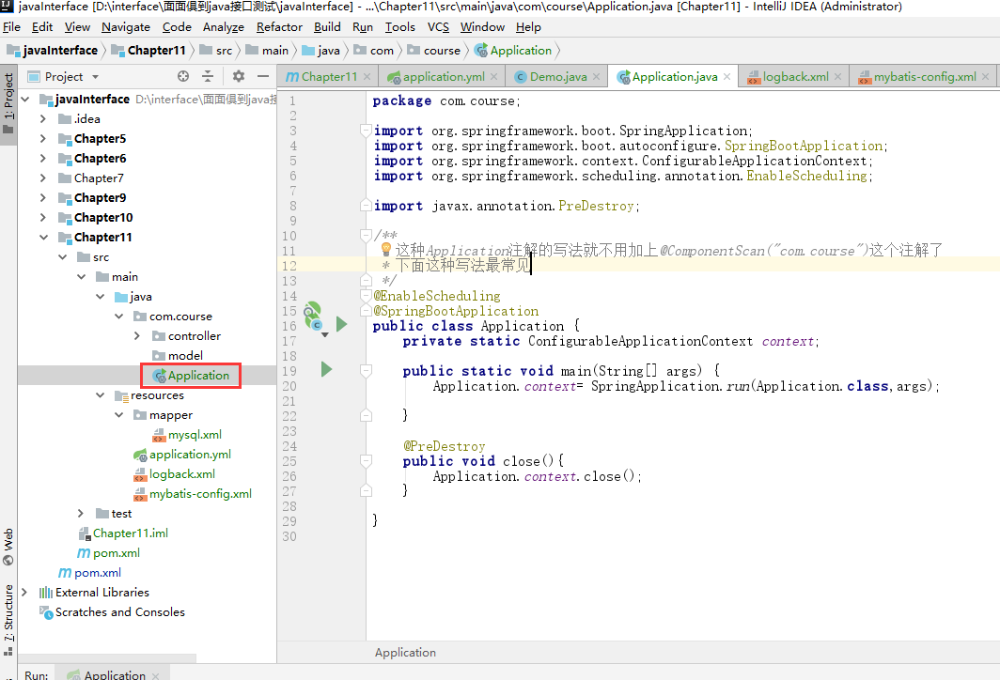 javaInterface [D:\interface\面面俱到java接口测试\javaInterface] - ...\Chapter11\src\main\java\com\course\Application.java [Chapter11] - IntelliJ IDEA (Administrator)
File Edit View Navigate Code Analyze Refactor Build Run Tools VCS Window Help
javaInterface Chapter11 src main java com course Application
Project
Chapter11 application.yml Demo.java Application.java logback.xml mybatis-config.xml
1: Project
javaInterface D:\interface\面面俱到java接
.idea
Chapter5
Chapter6
Chapter7
Chapter9
Chapter10
Chapter11
src
main
java
com.course
controller
model
Application
resources
mapper
mysql.xml
application.yml
logback.xml
mybatis-config.xml
test
Chapter11.iml
pom.xml
pom.xml
External Libraries
Scratches and Consoles
Web
7: Structure
1 package com.course;
2
3 import org.springframework.boot.SpringApplication;
4 import org.springframework.boot.autoconfigure.SpringBootApplication;
5 import org.springframework.context.ConfigurableApplicationContext;
6 import org.springframework.scheduling.annotation.EnableScheduling;
7
8 import javax.annotation.PreDestroy;
9
10 /**
11 这种Application注解的写法就不用加上@ComponentScan("com.course")这个注解了
12 * 下面这种写法最常见
13 */
14 @EnableScheduling
15 @SpringBootApplication
16 public class Application {
17 private static ConfigurableApplicationContext context;
18
19 public static void main(String[] args) {
20 Application.context= SpringApplication.run(Application.class,args);
21
22 }
23
24 @PreDestroy
25 public void close(){
26 Application.context.close();
27 }
28
29 }
30
Application
Run: Application